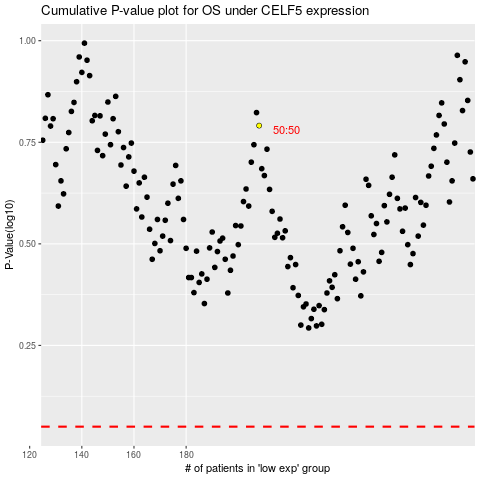 Cumulative P-value plot for OS under CELF5 expression
P-Value(log10)
1.00
0.75
0.50
0.25
50:50
120 140 160 180
# of patients in 'low exp' group